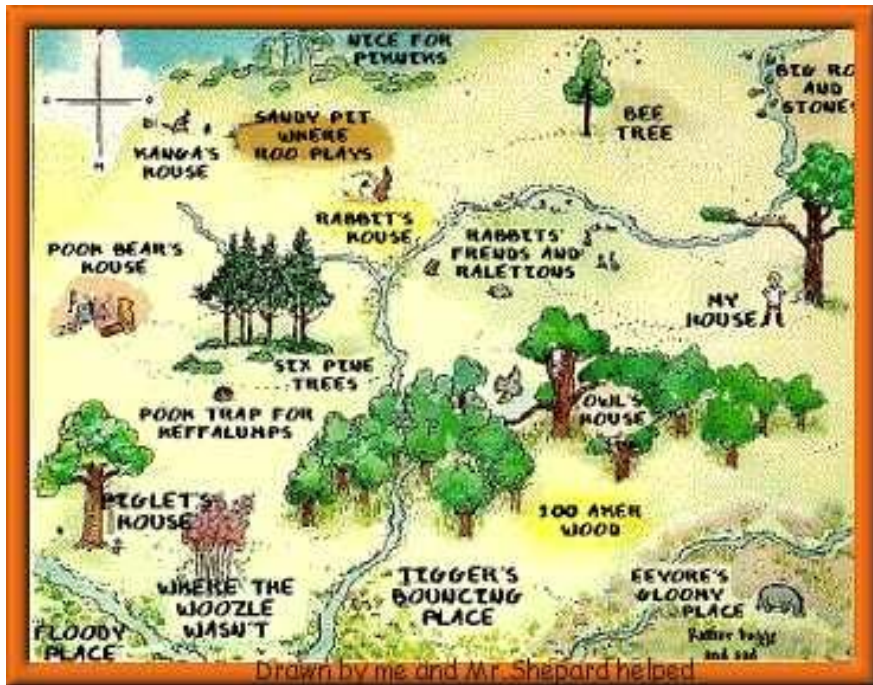 NICE FOR
PIKNIKS
BIG RO
AND
STONES
BEE
TREE
SANDY PIT
WHERE
ROO PLAYS
KANGA'S
HOUSE
RABBIT'S
HOUSE
RABBITS'
FRENDS AND
RALETIONS
POOH BEAR'S
HOUSE
MY
HOUSE
SIX PINE
TREES
POOH TRAP FOR
HEFFALUMPS
OWL'S
HOUSE
PIGLET'S
HOUSE
100 AKER
WOOD
WHERE THE
WOOZLE
WASN'T
TIGGER'S
BOUNCING
PLACE
EEYORE'S
GLOOMY
PLACE
Rather boggy
and sad
FLOODY
PLACE
Drawn by me and Mr. Shepard helped